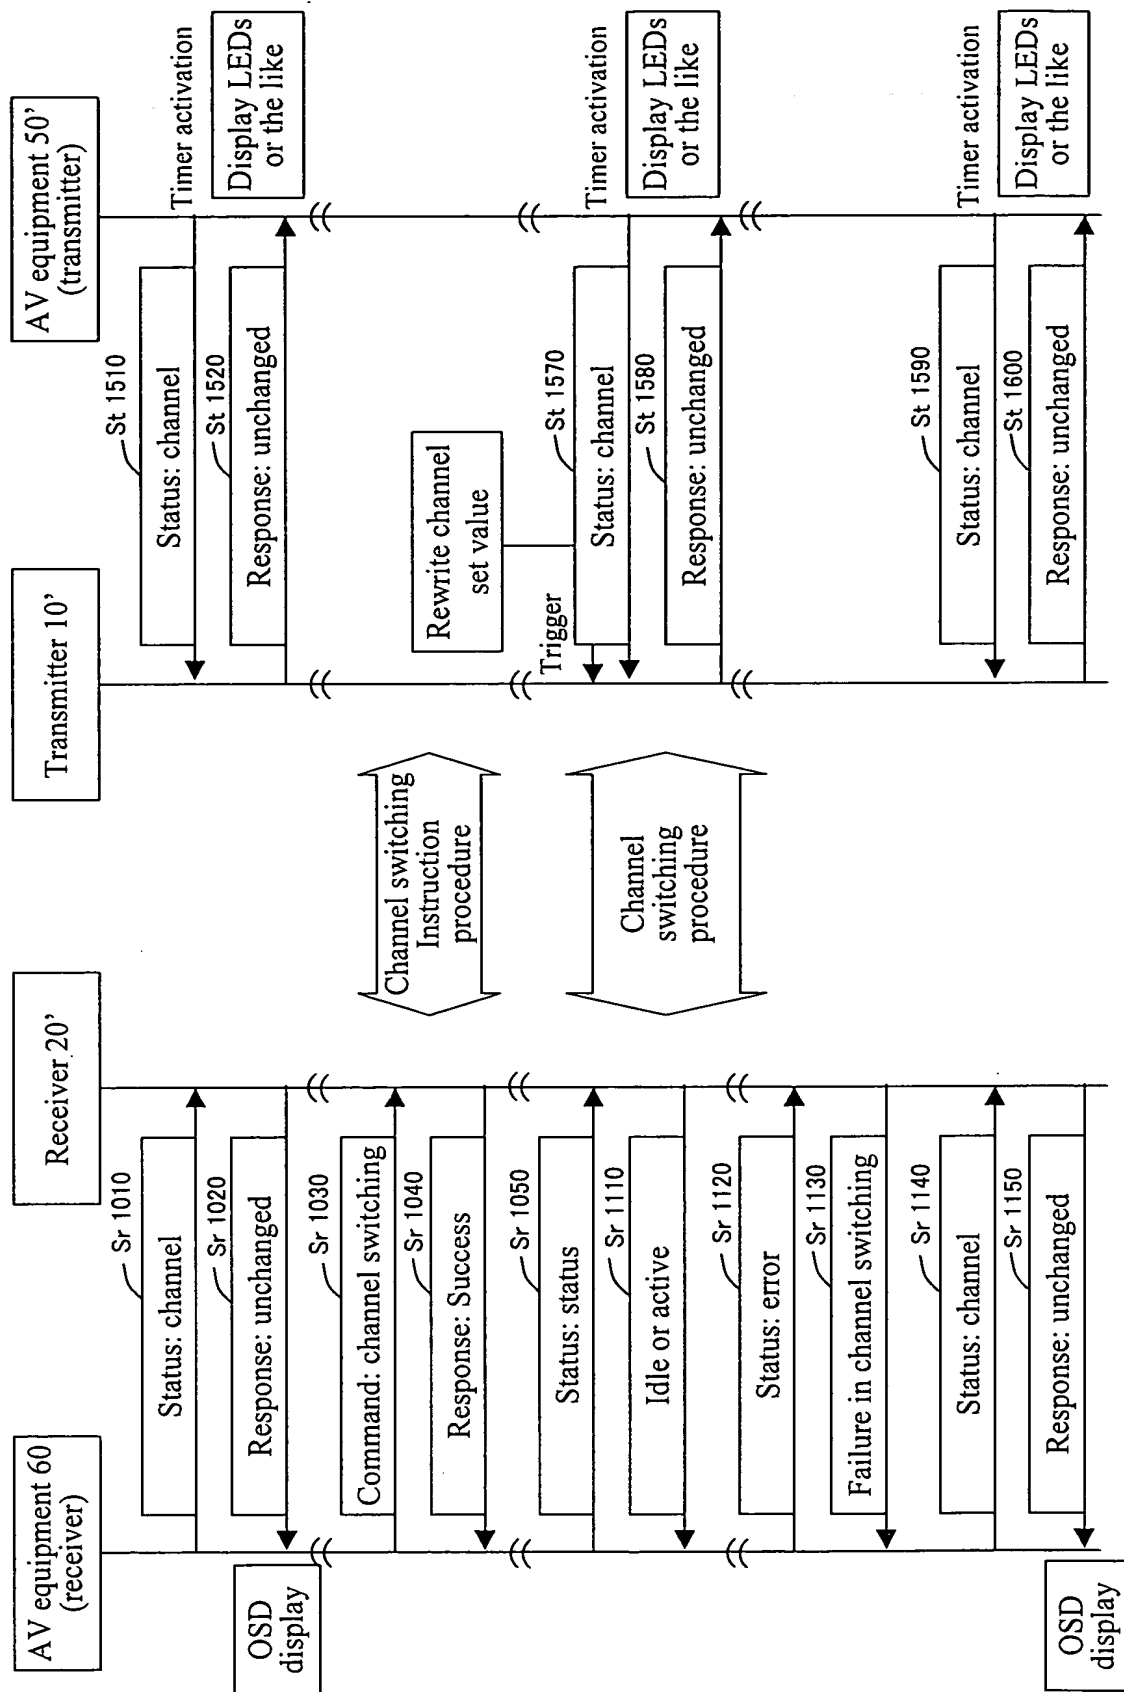 AV equipment 60
(receiver)
Receiver 20'
Transmitter 10'
AV equipment 50'
(transmitter)
Sr 1010
Status: channel
Sr 1020
Response: unchanged
OSD
display
Sr 1030
Command: channel switching
Sr 1040
Response: Success
Sr 1050
Status: status
Sr 1110
Idle or active
Sr 1120
Status: error
Sr 1130
Failure in channel switching
Sr 1140
Status: channel
Sr 1150
Response: unchanged
OSD
display
Channel switching
Instruction
procedure
Channel
switching
procedure
St 1510
Status: channel
Timer activation
St 1520
Response: unchanged
Display LEDs
or the like
Rewrite channel
set value
Trigger
St 1570
Status: channel
Timer activation
St 1580
Response: unchanged
Display LEDs
or the like
St 1590
Status: channel
Timer activation
St 1600
Response: unchanged
Display LEDs
or the like